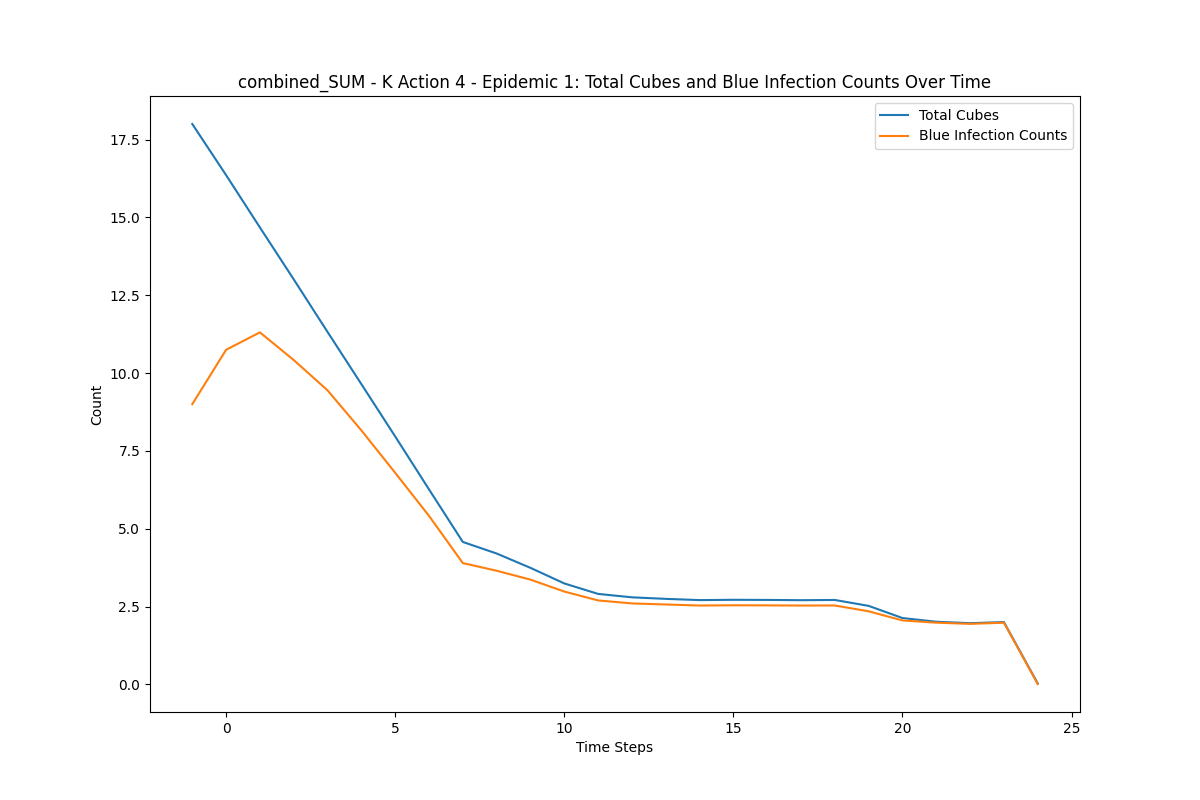 combined_SUM - K Action 4 - Epidemic 1: Total Cubes and Blue Infection Counts Over Time
Total Cubes
Blue Infection Counts
17.5
15.0
12.5
10.0
7.5
5.0
2.5
0.0
Count
0 5 10 15 20 25
Time Steps